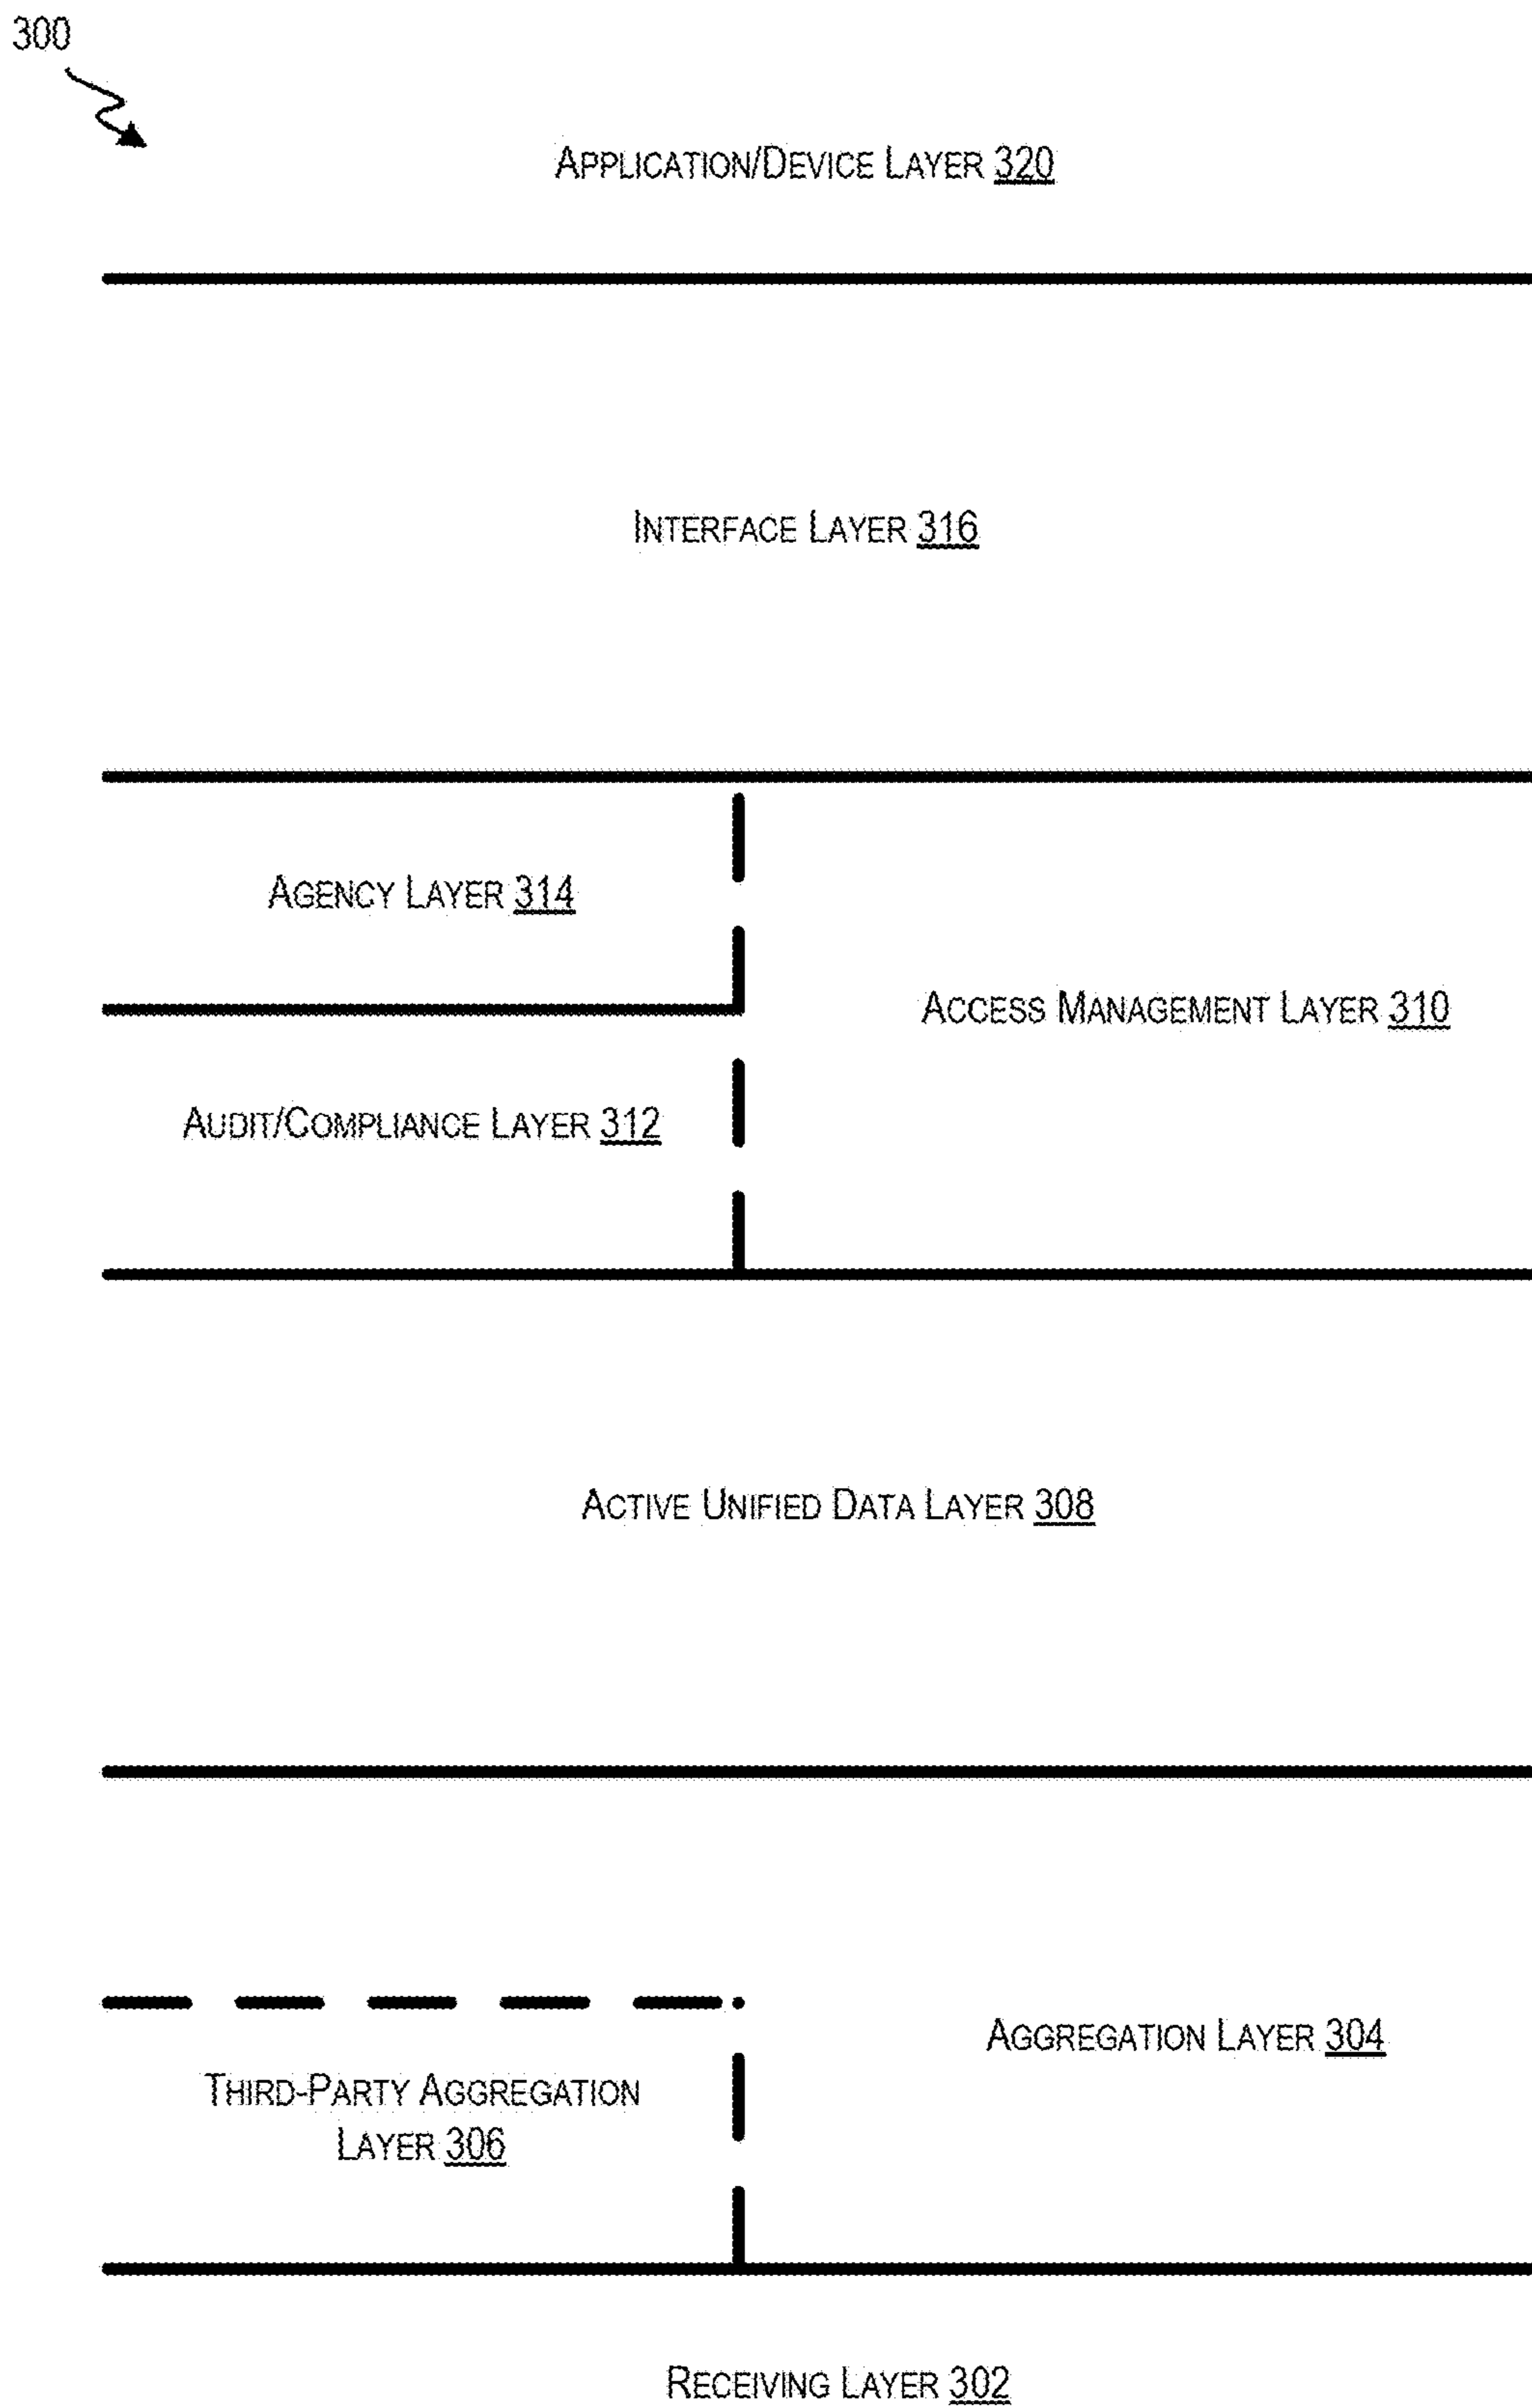 300
APPLICATION/DEVICE LAYER 320
INTERFACE LAYER 316
AGENCY LAYER 314
ACCESS MANAGEMENT LAYER 310
AUDIT/COMPLIANCE LAYER 312
ACTIVE UNIFIED DATA LAYER 308
AGGREGATION LAYER 304
THIRD-PARTY AGGREGATION
LAYER 306
RECEIVING LAYER 302